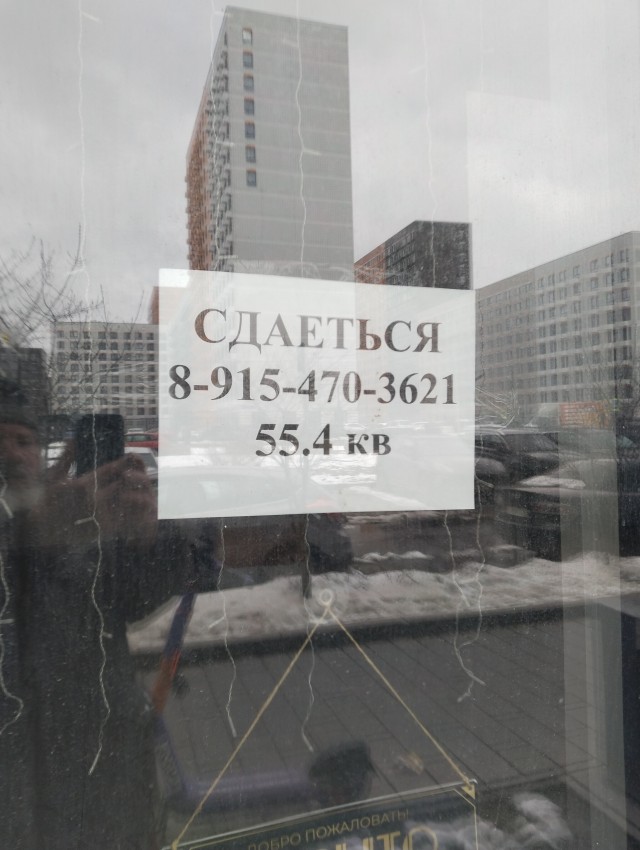 СДАЕТЬСЯ
8-915-470-3621
55.4 кв
ДОБРО ПОЖАЛОВАТЬ!